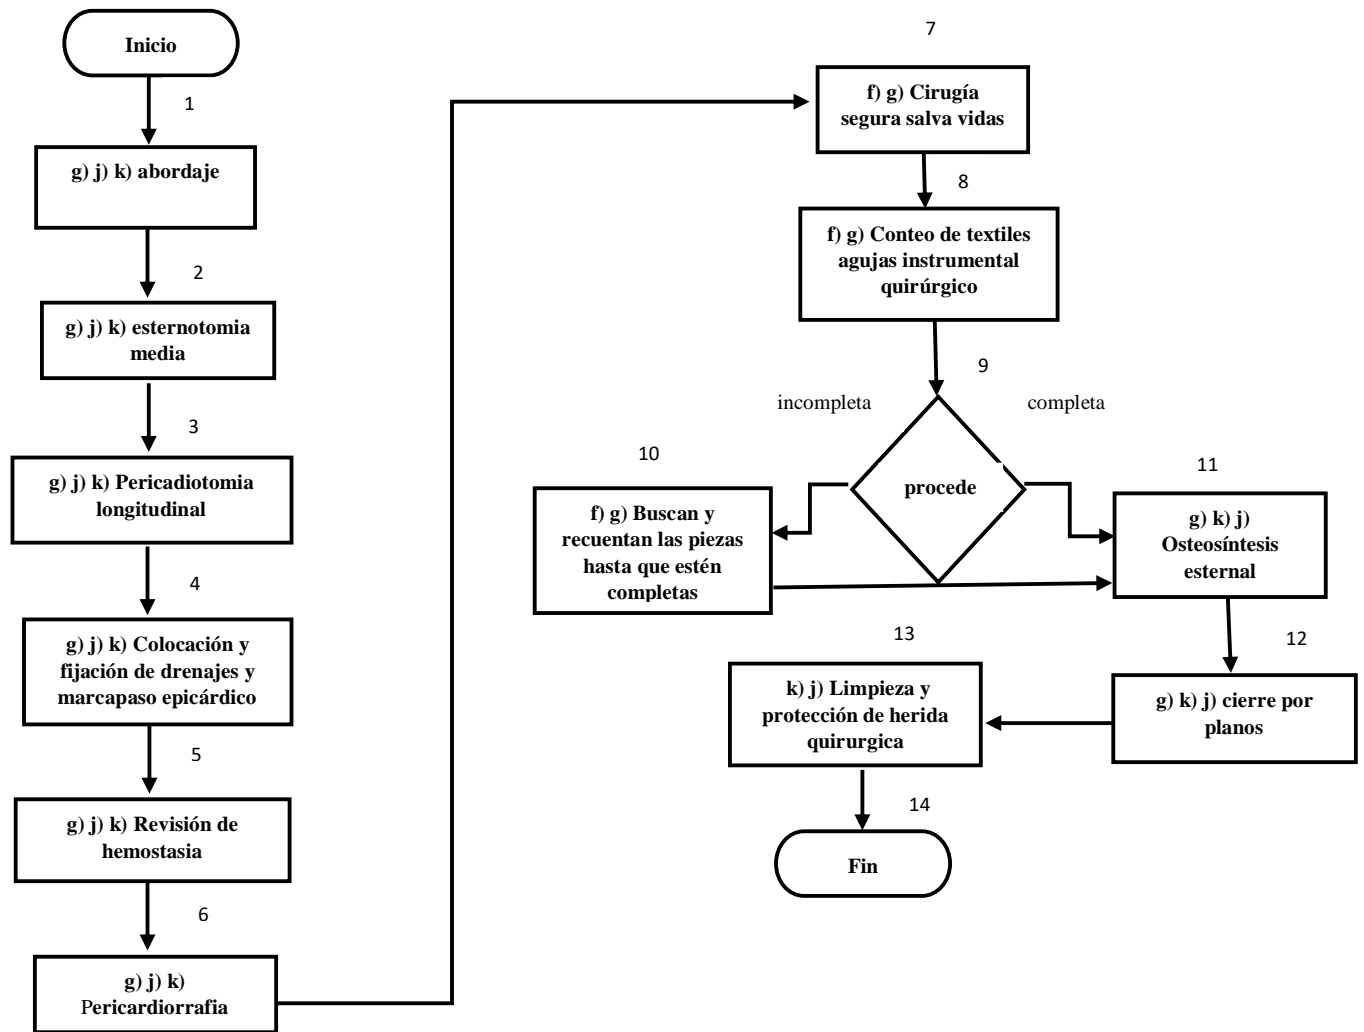 Inicio
1
g) j) k) abordaje
2
g) j) k) esternotomia
media
3
g) j) k) Pericadiotomia
longitudinal
4
g) j) k) Colocación y
fijación de drenajes y
marcapaso epicárdico
5
g) j) k) Revisión de
hemostasia
6
g) j) k)
Pericardiorrafia
7
f) g) Cirugía
segura salva vidas
8
f) g) Conteo de textiles
agujas instrumental
quirúrgico
9
incompleta
completa
procede
10
f) g) Buscan y
recuentan las piezas
hasta que estén
completas
11
g) k) j)
Osteosíntesis
esternal
12
g) k) j) cierre por
planos
13
k) j) Limpieza y
protección de herida
quirurgica
14
Fin